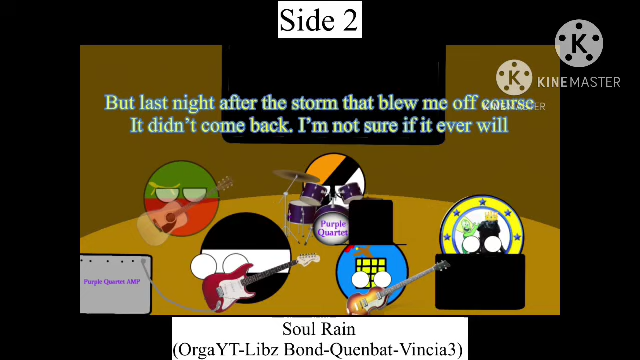 Side 2
KINEMASTER
But last night after the storm that blew me off course
It didn't come back. I'm not sure if it ever will
Purple
Quartet
Purple Quartet AMP
Soul Rain
(OrgaYT-Libz Bond-Quenbat-Vincia3)